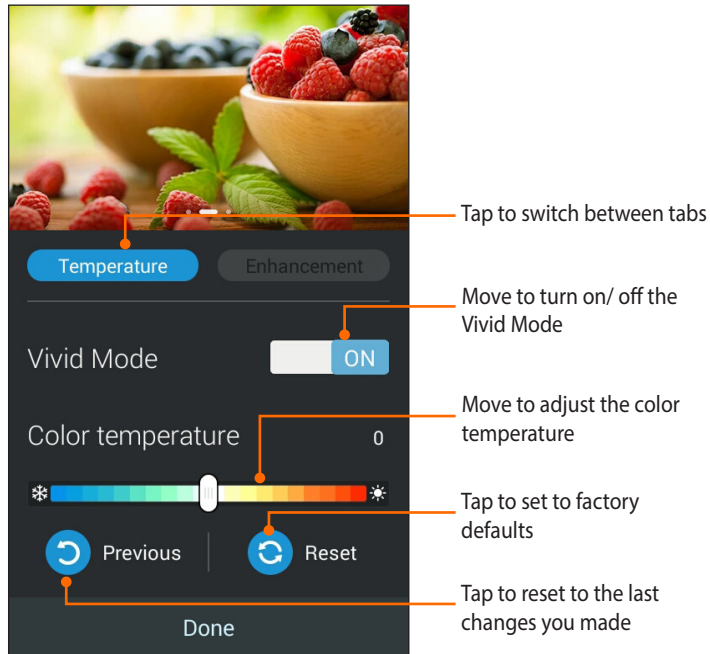 Tap to switch between tabs
Temperature
Enhancement
Move to turn on/ off the
Vivid Mode
Vivid Mode
ON
Move to adjust the color
temperature
Color temperature
0
Tap to set to factory
defaults
Previous
Reset
Tap to reset to the last
changes you made
Done